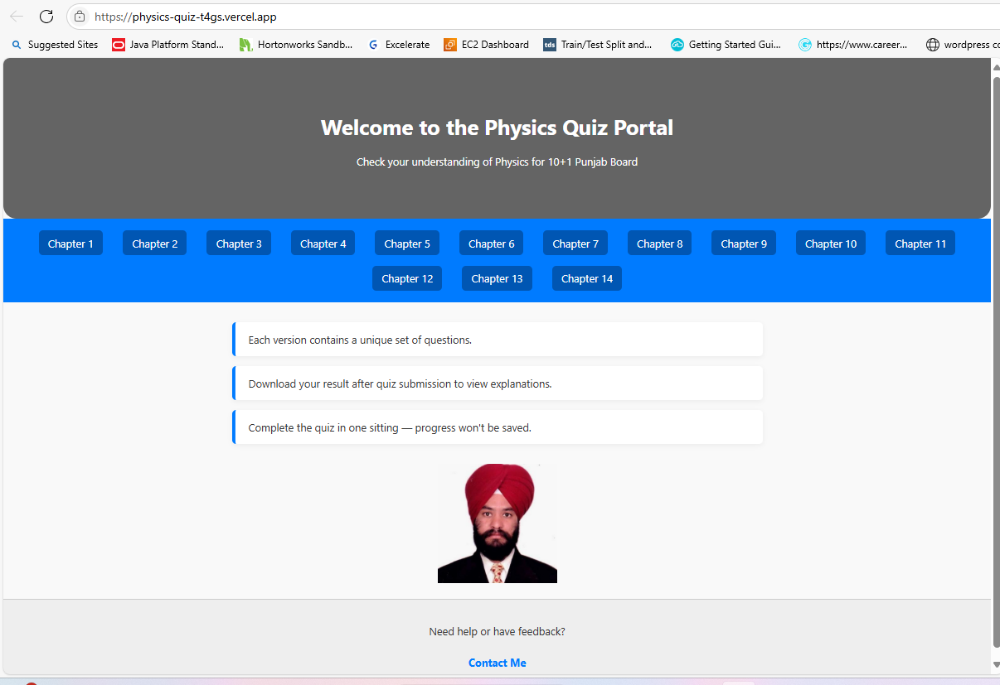 https://physics-quiz-t4gs.vercel.app
Suggested Sites Java Platform Stand... Hortonworks Sandb... G Excelerate EC2 Dashboard tds Train/Test Split and... Getting Started Gui... https://www.career... wordpress co
Welcome to the Physics Quiz Portal
Check your understanding of Physics for 10+1 Punjab Board
Chapter 1 Chapter 2 Chapter 3 Chapter 4 Chapter 5 Chapter 6 Chapter 7 Chapter 8 Chapter 9 Chapter 10 Chapter 11
Chapter 12 Chapter 13 Chapter 14
Each version contains a unique set of questions.
Download your result after quiz submission to view explanations.
Complete the quiz in one sitting — progress won't be saved.
Need help or have feedback?
Contact Me